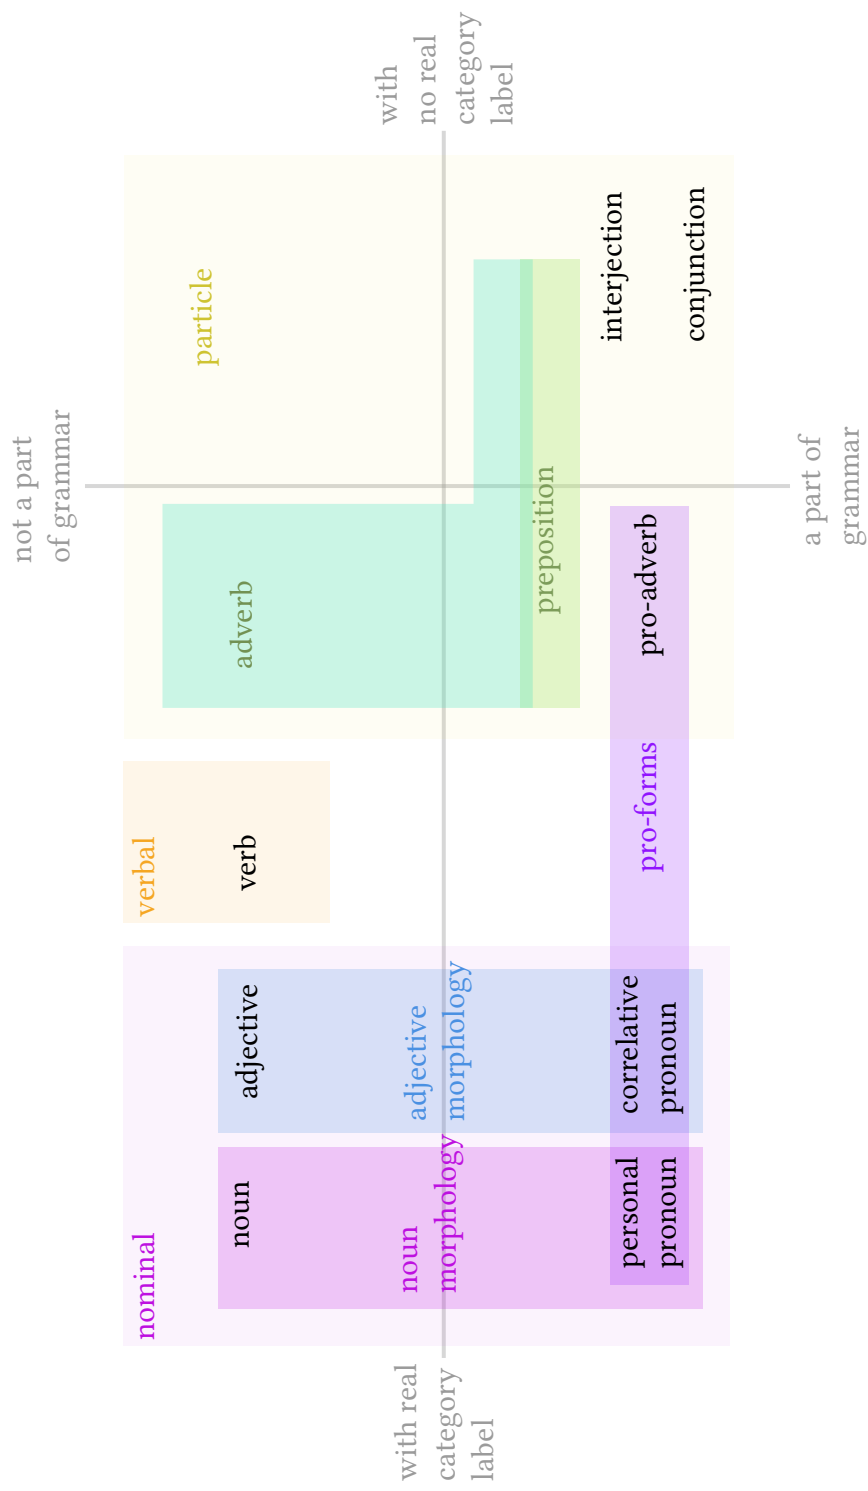 not a part
of grammar
nominal
verbal
particle
noun
adjective
verb
adverb
with real
category
label
noun
morphology
adjective
morphology
with
no real
category
label
preposition
interjection
personal
pronoun
correlative
pronoun
pro-forms
pro-adverb
conjunction
a part of
grammar